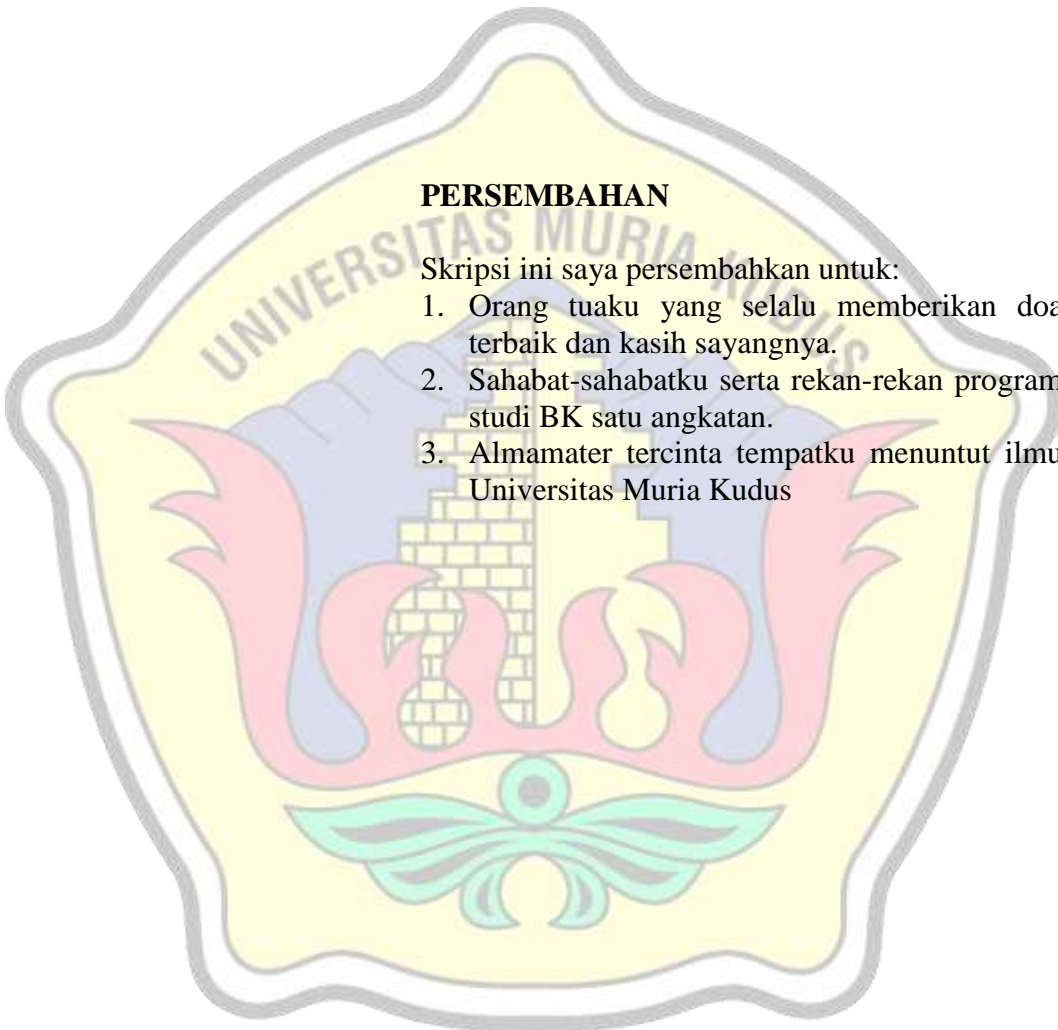 PERSEMBAHAN
UNIVERSITAS MURIA KUDUS
Skripsi ini saya persembahkan untuk:
1. Orang tuaku yang selalu memberikan doa
terbaik dan kasih sayangnya.
2. Sahabat-sahabatku serta rekan-rekan program
studi BK satu angkatan.
3. Almamater tercinta tempatku menuntut ilmu
Universitas Muria Kudus